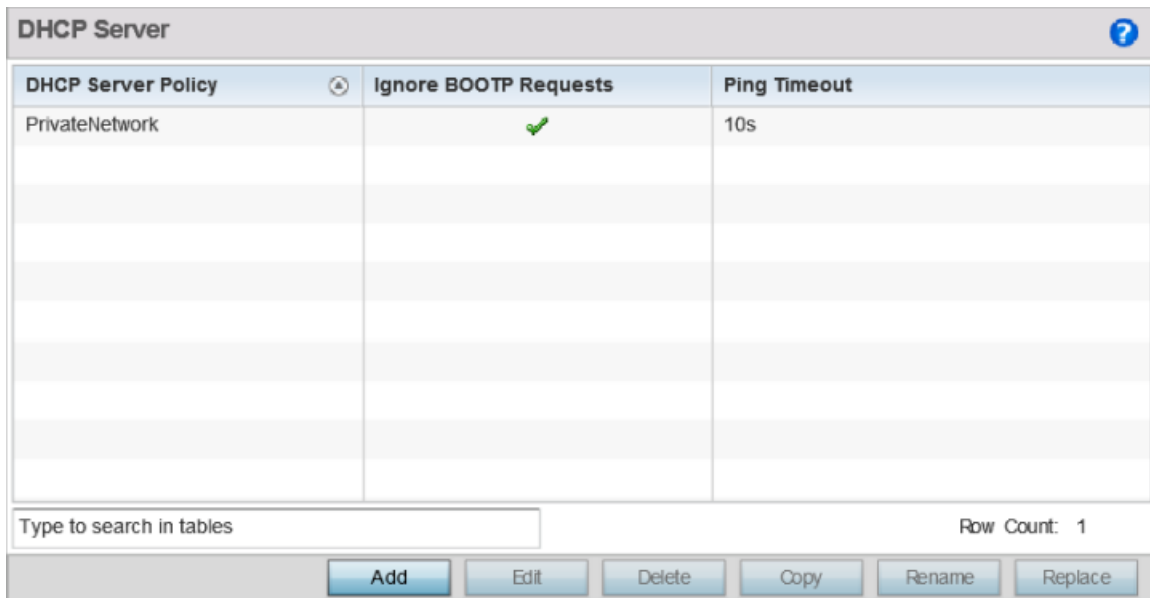 DHCP Server
?
DHCP Server Policy Ignore BOOTP Requests Ping Timeout
PrivateNetwork 10s
Type to search in tables Row Count: 1
Add Edit Delete Copy Rename Replace